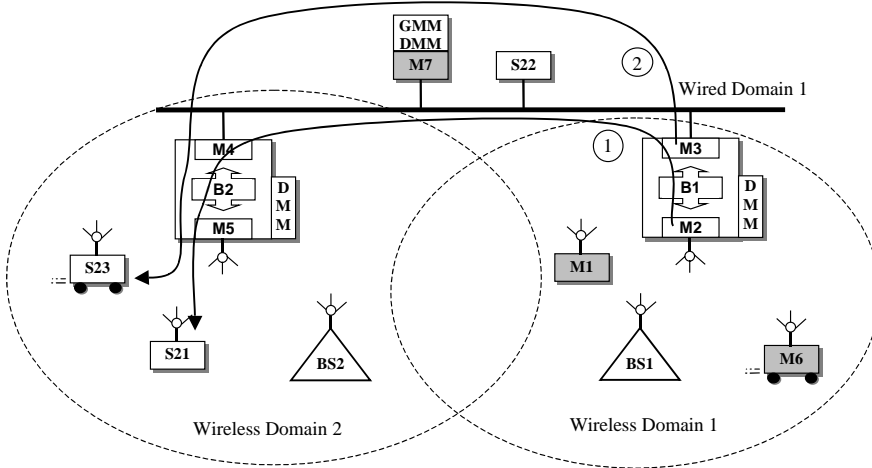 GMM
DMM
M7
S22
2
Wired Domain 1
M4
1
M3
B2
D
M
M
B1
D
M
M
M5
M2
S23
M1
S21
BS2
BS1
M6
Wireless Domain 2
Wireless Domain 1